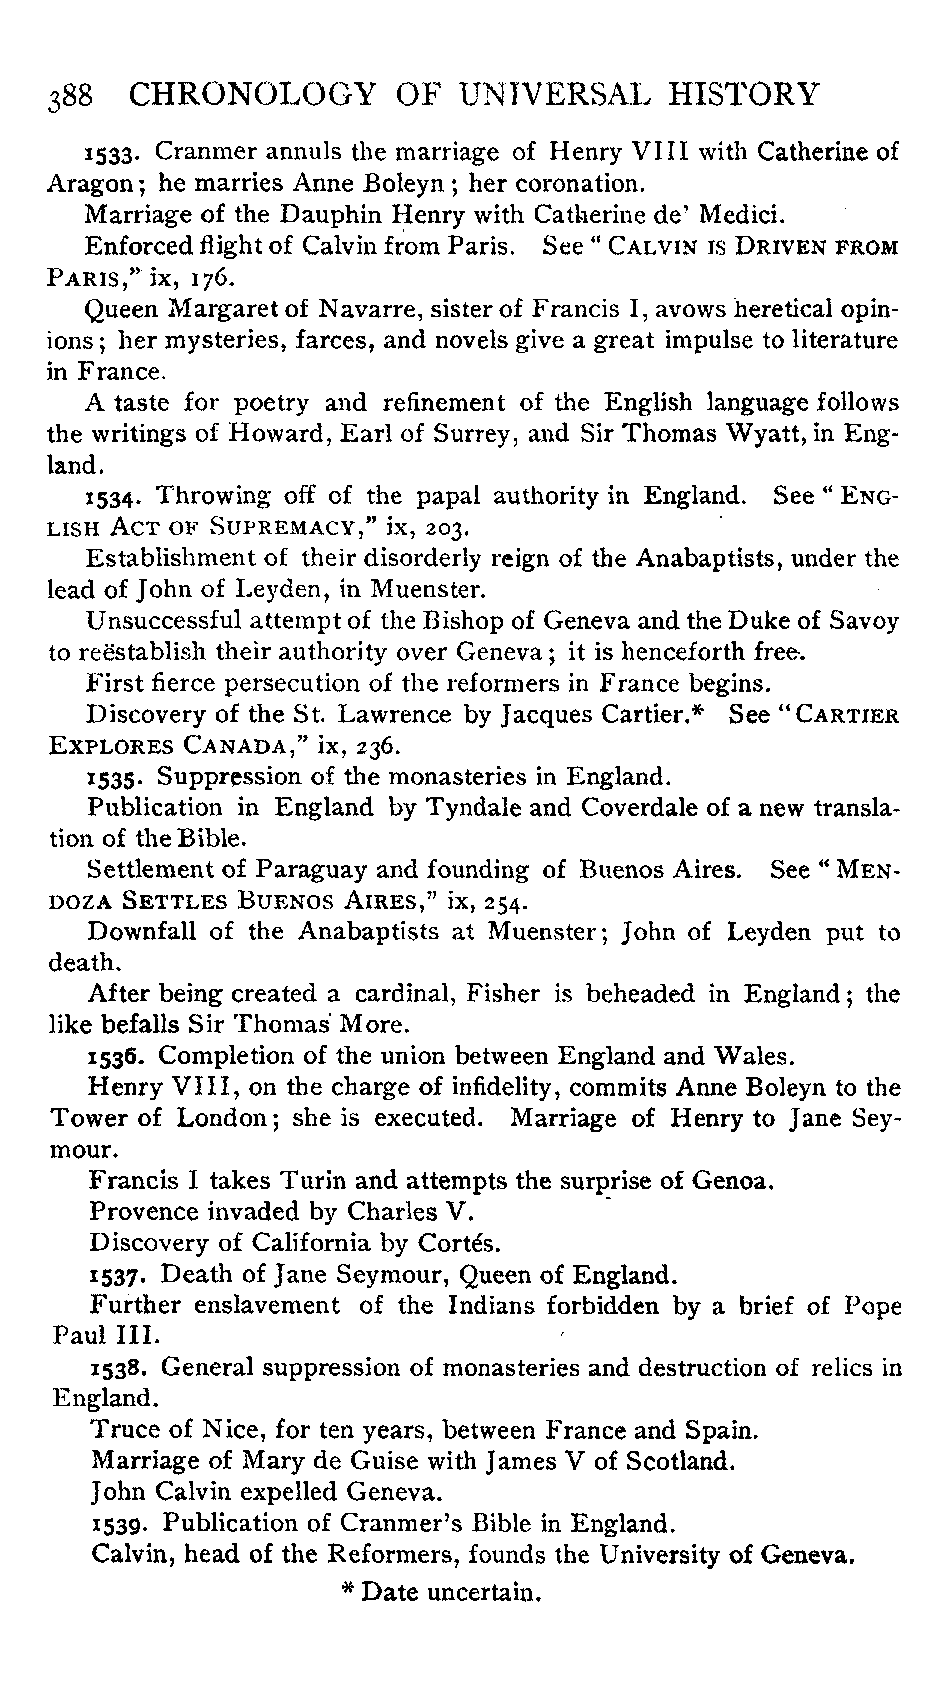 388 CHRONOLOGY OF UNIVERSAL HISTORY
1533. Cranmer annuls the marriage of Henry VIII with Catherine of
Aragon; he marries Anne Boleyn; her coronation.
Marriage of the Dauphin Henry with Catherine de' Medici.
Enforced flight of Calvin from Paris. See "CALVIN IS DRIVEN FROM
PARIS," ix, 176.
Queen Margaret of Navarre, sister of Francis I, avows heretical opin-
ions; her mysteries, farces, and novels give a great impulse to literature
in France.
A taste for poetry and refinement of the English language follows
the writings of Howard, Earl of Surrey, and Sir Thomas Wyatt, in Eng-
land.
1534. Throwing off of the papal authority in England. See "ENG-
LISH ACT OF SUPREMACY," ix, 203.
Establishment of their disorderly reign of the Anabaptists, under the
lead of John of Leyden, in Muenster.
Unsuccessful attempt of the Bishop of Geneva and the Duke of Savoy
to reëstablish their authority over Geneva; it is henceforth free.
First fierce persecution of the reformers in France begins.
Discovery of the St. Lawrence by Jacques Cartier.* See "CARTIER
EXPLORES CANADA," ix, 236.
1535. Suppression of the monasteries in England.
Publication in England by Tyndale and Coverdale of a new transla-
tion of the Bible.
Settlement of Paraguay and founding of Buenos Aires. See "MEN-
DOZA SETTLES BUENOS AIRES," ix, 254.
Downfall of the Anabaptists at Muenster; John of Leyden put to
death.
After being created a cardinal, Fisher is beheaded in England; the
like befalls Sir Thomas More.
1536. Completion of the union between England and Wales.
Henry VIII, on the charge of infidelity, commits Anne Boleyn to the
Tower of London; she is executed. Marriage of Henry to Jane Sey-
mour.
Francis I takes Turin and attempts the surprise of Genoa.
Provence invaded by Charles V.
Discovery of California by Cortés.
1537. Death of Jane Seymour, Queen of England.
Further enslavement of the Indians forbidden by a brief of Pope
Paul III.
1538. General suppression of monasteries and destruction of relics in
England.
Truce of Nice, for ten years, between France and Spain.
Marriage of Mary de Guise with James V of Scotland.
John Calvin expelled Geneva.
1539. Publication of Cranmer's Bible in England.
Calvin, head of the Reformers, founds the University of Geneva.
* Date uncertain.